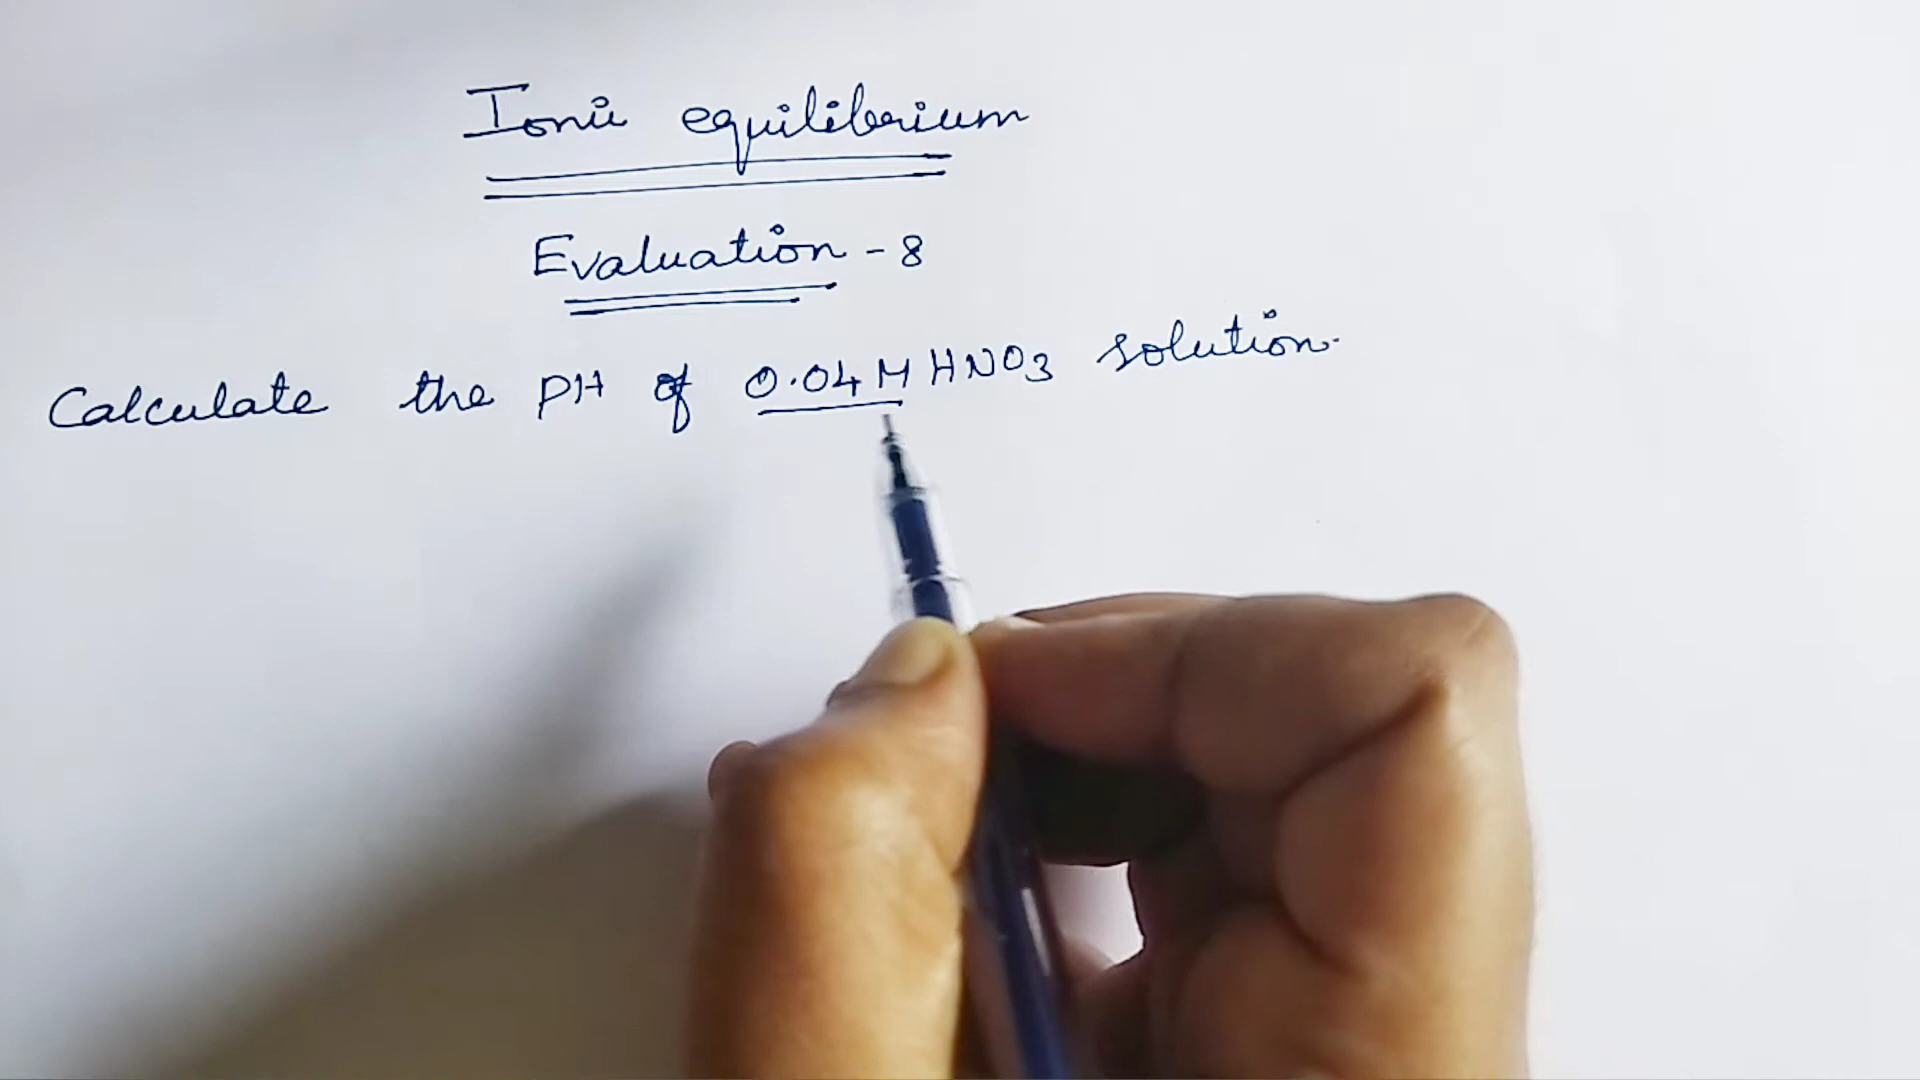 Ionic equilibrium
Evaluation - 8
Calculate the PH of 0.04 M HNO3 solution.